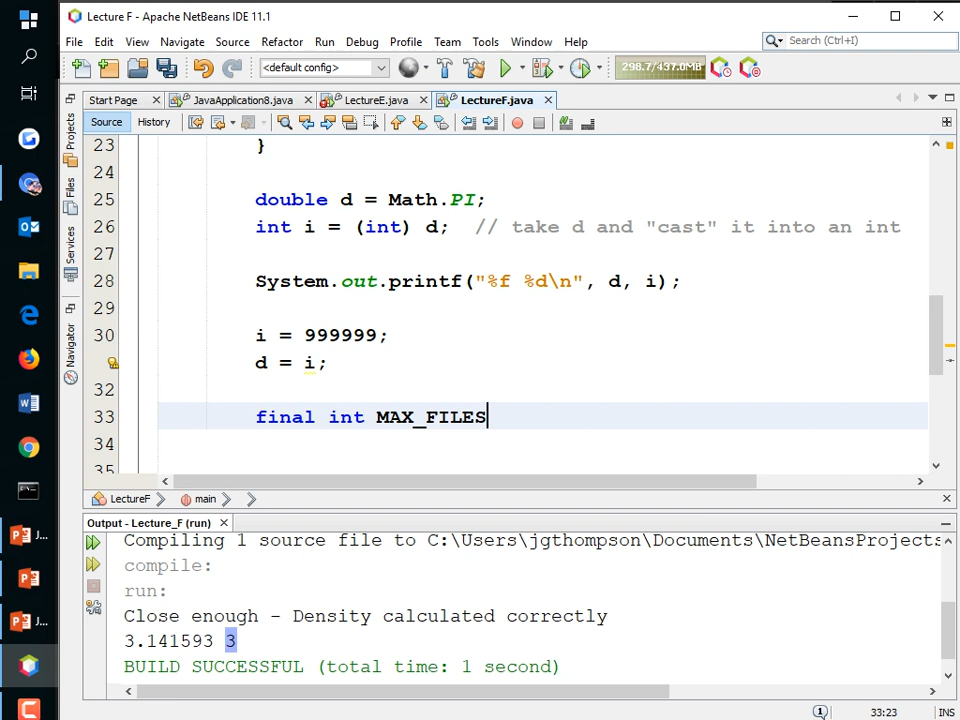 Lecture F - Apache NetBeans IDE 11.1
File Edit View Navigate Source Refactor Run Debug Profile Team Tools Window Help
Search (Ctrl+I)
<default config>
298.7/437.0MB
Start Page JavaApplication8.java LectureE.java LectureF.java
Source History
Projects
Files
Services
Navigator
23 }
24
25 double d = Math.PI;
26 int i = (int) d; // take d and "cast" it into an int
27
28 System.out.printf("%f %d\n", d, i);
29
30 i = 999999;
d = i;
32
33 final int MAX_FILES
34
35
LectureF main
Output - Lecture_F (run)
Compiling 1 source file to C:\Users\jgthompson\Documents\NetBeansProjects
compile:
run:
Close enough - Density calculated correctly
3.141593 3
BUILD SUCCESSFUL (total time: 1 second)
J...
J...
1 33:23 INS